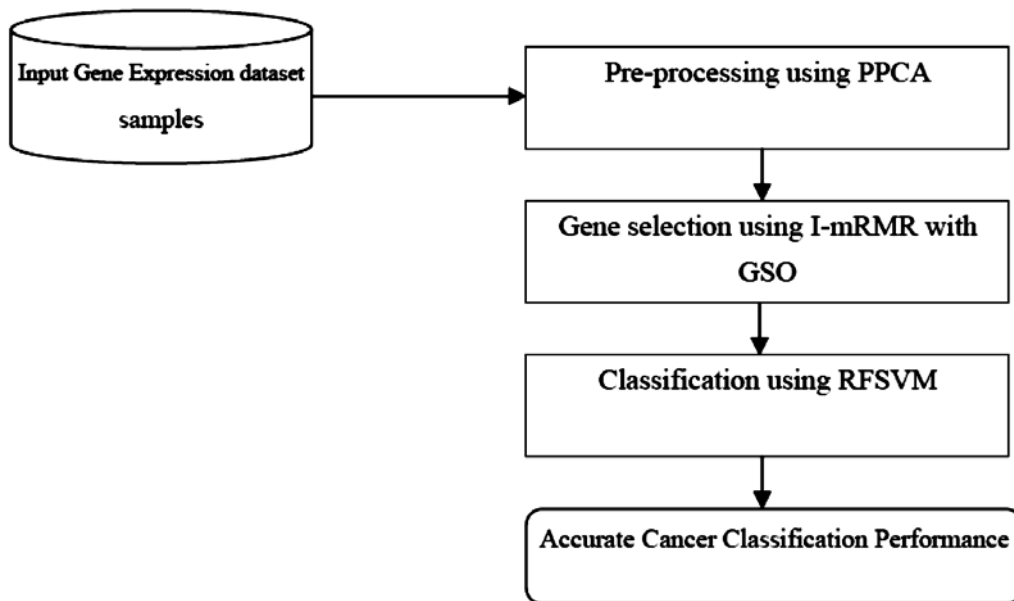 Input Gene Expression dataset
samples
Pre-processing using PPCA
Gene selection using I-mRMR with
GSO
Classification using RFSVM
Accurate Cancer Classification Performance